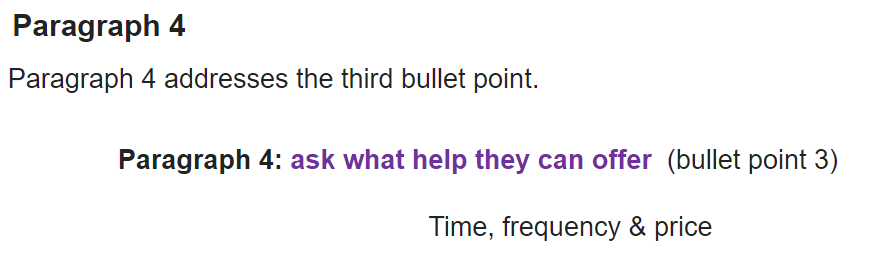 Paragraph 4
Paragraph 4 addresses the third bullet point.
Paragraph 4: ask what help they can offer (bullet point 3)
Time, frequency & price